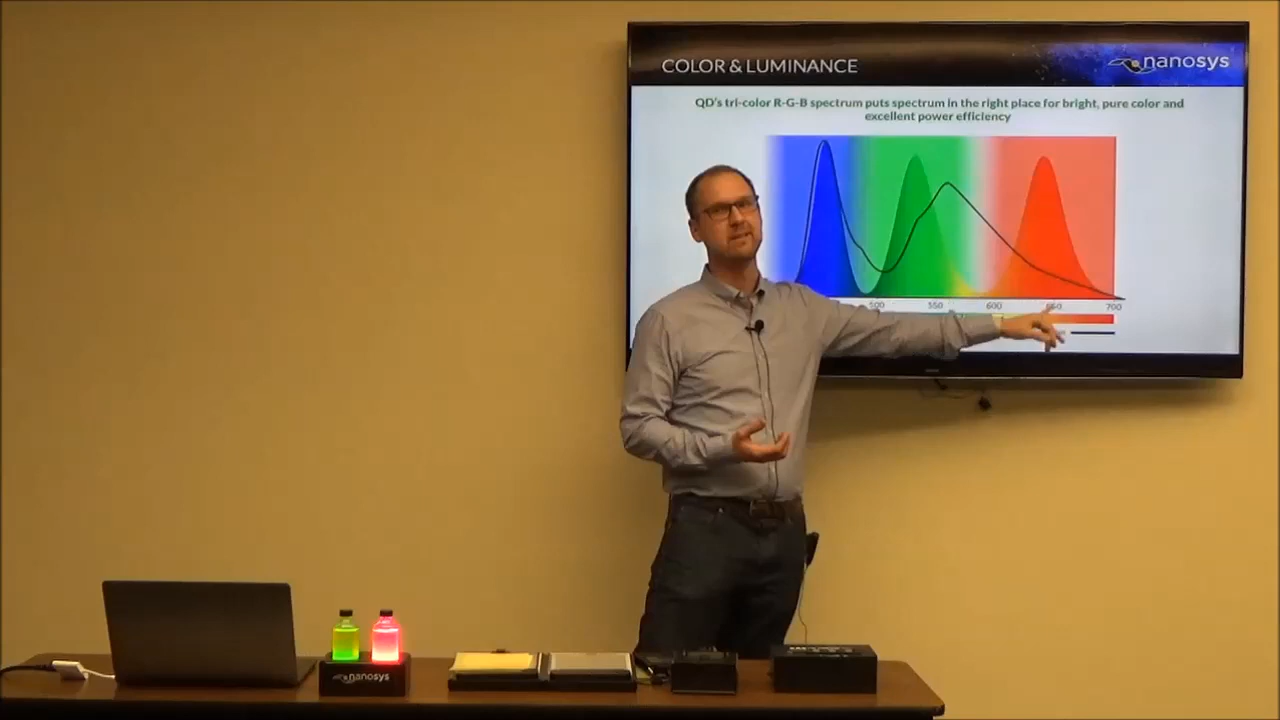 COLOR & LUMINANCE
nanosys
QD's tri-color R-G-B spectrum puts spectrum in the right place for bright, pure color and
excellent power efficiency
500 550 600 650 700
nanosys